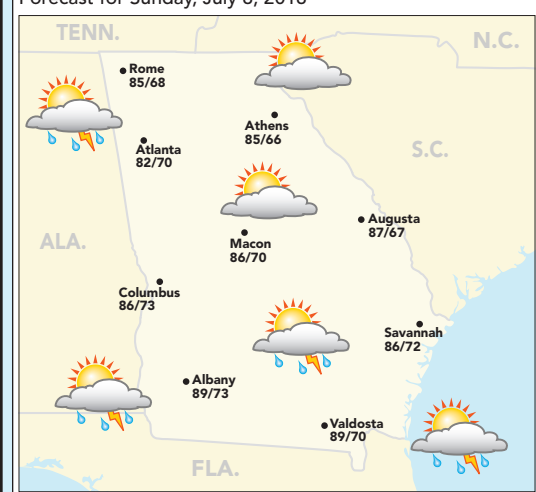 Forecast for Sunday, July 8, 2018
TENN.
N.C.
Rome
85/68
Athens
85/66
Atlanta
82/70
S.C.
Augusta
87/67
ALA.
Macon
86/70
Columbus
86/73
Savannah
86/72
Albany
89/73
Valdosta
89/70
FLA.